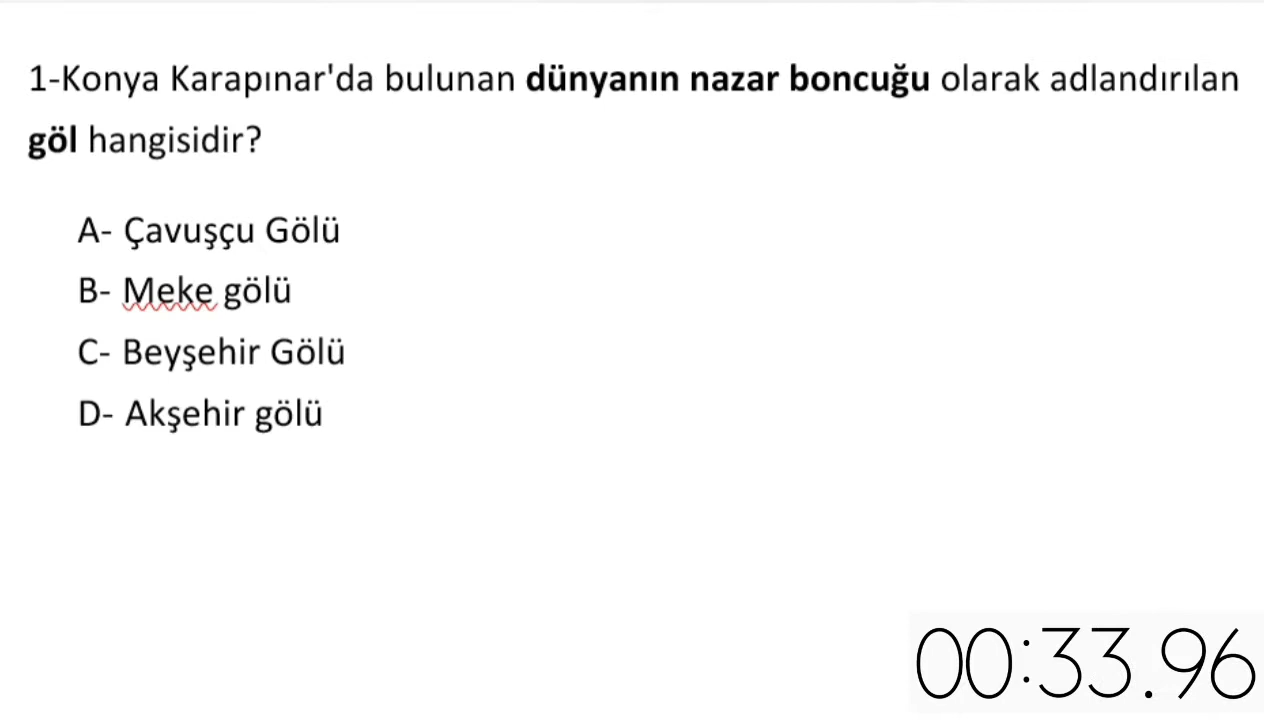 1-Konya Karapınar'da bulunan dünyanın nazar boncuğu olarak adlandırılan
göl hangisidir?
A- Çavuşçu Gölü
B- Meke gölü
C- Beyşehir Gölü
D- Akşehir gölü
00:33.96